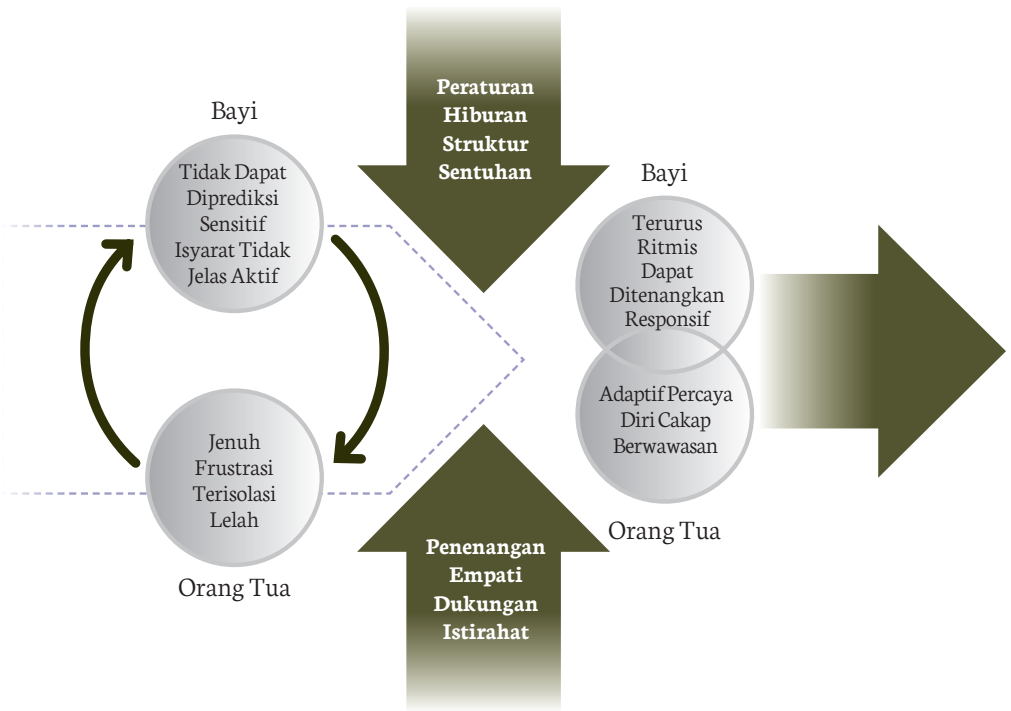 Bayi
Tidak Dapat
Diprediksi
Sensitif
Isyarat Tidak
Jelas Aktif
Jenuh
Frustrasi
Terisolasi
Lelah
Orang Tua
Peraturan
Hiburan
Struktur
Sentuhan
Penenangan
Empati
Dukungan
Istirahat
Bayi
Terurus
Ritmis
Dapat
Ditenangkan
Responsif
Adaptif Percaya
Diri Cakap
Berwawasan
Orang Tua